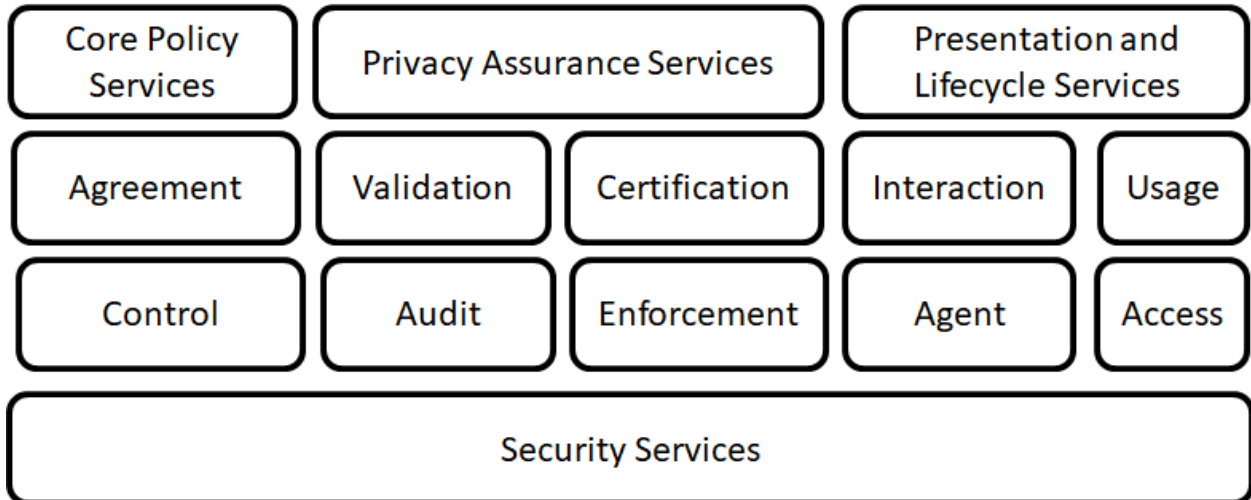 Core Policy
Services
Privacy Assurance Services
Presentation and
Lifecycle Services
Agreement
Validation
Certification
Interaction
Usage
Control
Audit
Enforcement
Agent
Access
Security Services